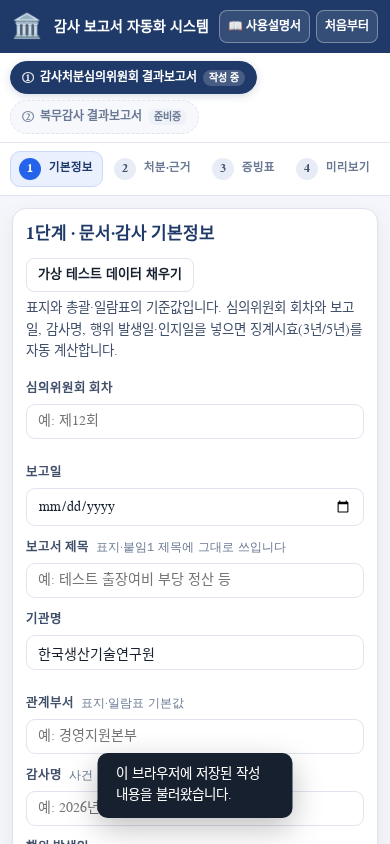 🏛️ 감사 보고서 자동화 시스템 📖 사용설명서 처음부터
① 감사처분심의위원회 결과보고서 작성 중
② 복무감사 결과보고서 준비중
1 기본정보 2 처분·근거 3 증빙표 4 미리보기
1단계 · 문서·감사 기본정보
가상 테스트 데이터 채우기
표지와 총괄·일람표의 기준값입니다. 심의위원회 회차와 보고
일, 감사명, 행위 발생일·인지일을 넣으면 징계시효(3년/5년)를
자동 계산합니다.
심의위원회 회차
예: 제12회
보고일
mm/dd/yyyy
보고서 제목 표지·붙임1 제목에 그대로 쓰입니다
예: 테스트 출장여비 부당 정산 등
기관명
한국생산기술연구원
관계부서 표지·일람표 기본값
예: 경영지원본부
감사명 사건
예: 2026년
이 브라우저에 저장된 작성
내용을 불러왔습니다.